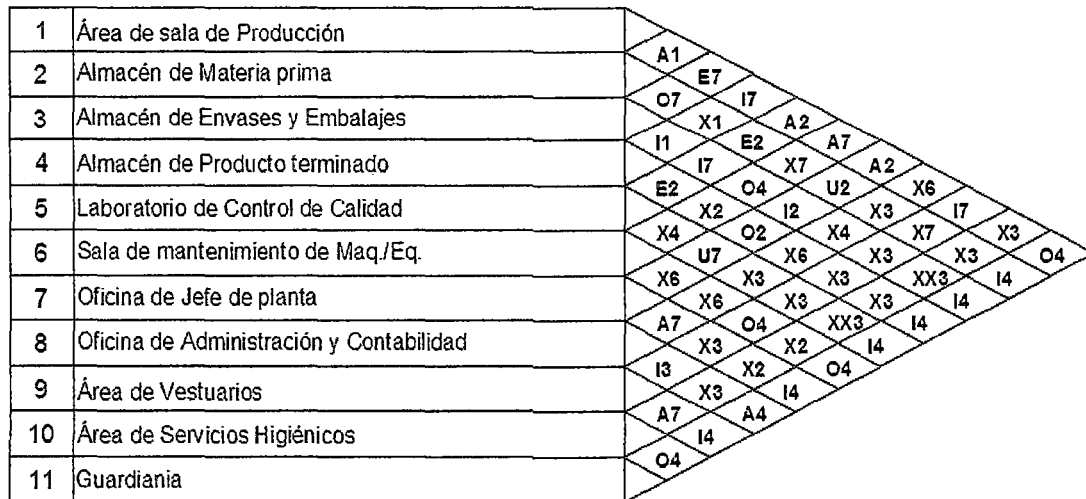 1 Área de sala de Producción
A1
2 Almacén de Materia prima
E7
O7 I7
3 Almacén de Envases y Embalajes
X1 A2
I1 E2 A7
4 Almacén de Producto terminado
I7 X7 A2
E2 O4 U2 X6
5 Laboratorio de Control de Calidad
X2 I2 X3 I7
X4 O2 X4 X7 X3
6 Sala de mantenimiento de Maq./Eq.
U7 X6 X3 X3 O4
X6 X3 X3 XX3 I4
7 Oficina de Jefe de planta
X6 X3 X3 I4
A7 O4 XX3 I4
8 Oficina de Administración y Contabilidad
X3 X2 I4
I3 X2 O4
9 Área de Vestuarios
X3 I4
A7 A4
10 Área de Servicios Higiénicos
I4
O4
11 Guardiania